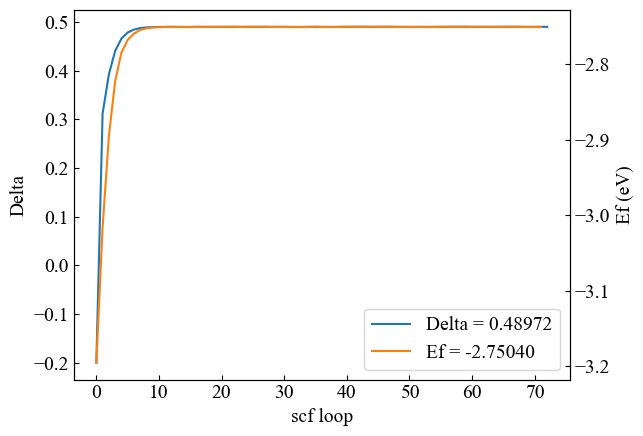 0.5
0.4
0.3
0.2
0.1
0.0
−0.1
−0.2
Delta
−2.8
−2.9
−3.0
−3.1
−3.2
Ef (eV)
Delta = 0.48972
Ef = -2.75040
0 10 20 30 40 50 60 70
scf loop